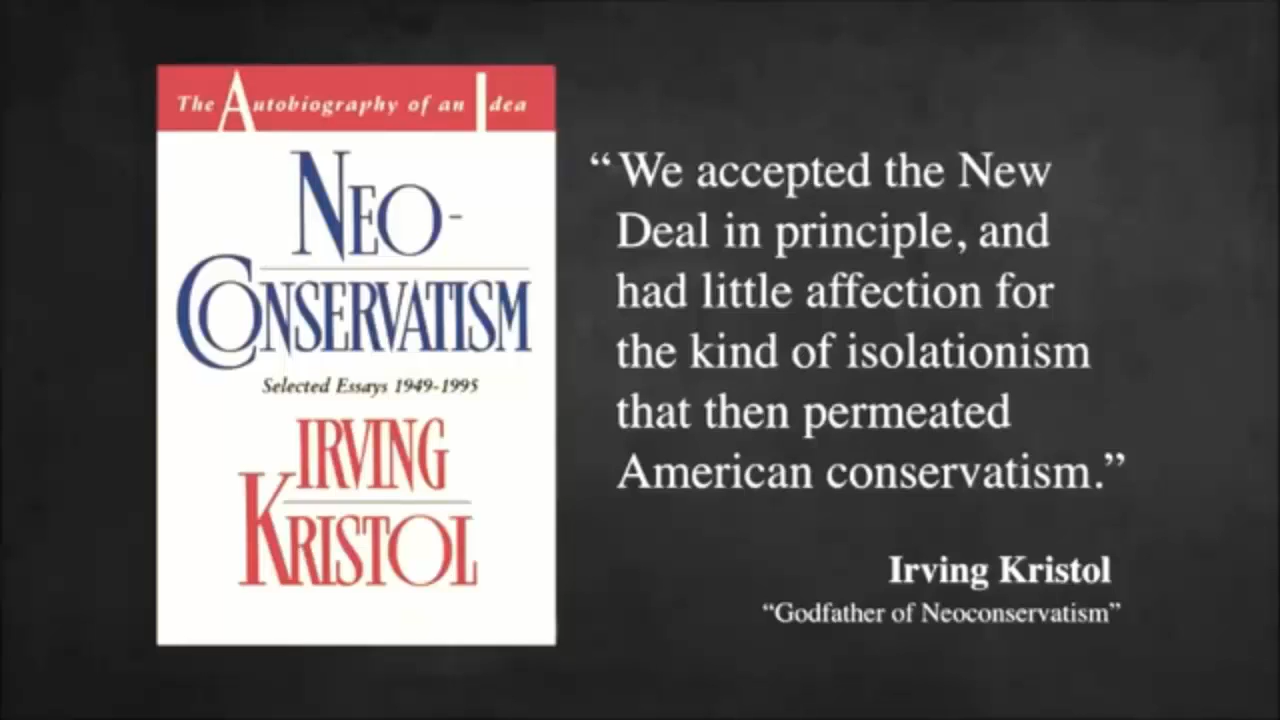 The Autobiography of an Idea
NEO-
CONSERVATISM
Selected Essays 1949-1995
IRVING
KRISTOL
“We accepted the New
Deal in principle, and
had little affection for
the kind of isolationism
that then permeated
American conservatism.”
Irving Kristol
“Godfather of Neoconservatism”